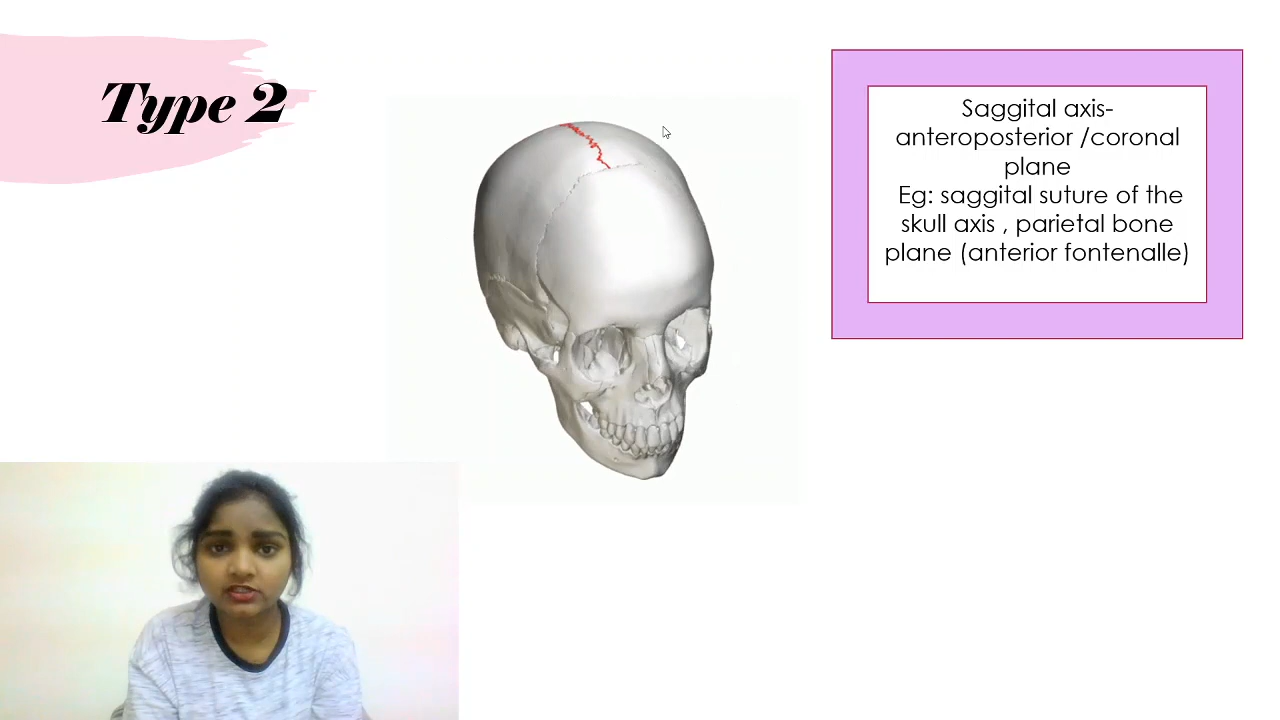 Type 2
Saggital axis-
anteroposterior /coronal
plane
Eg: saggital suture of the
skull axis , parietal bone
plane (anterior fontenalle)